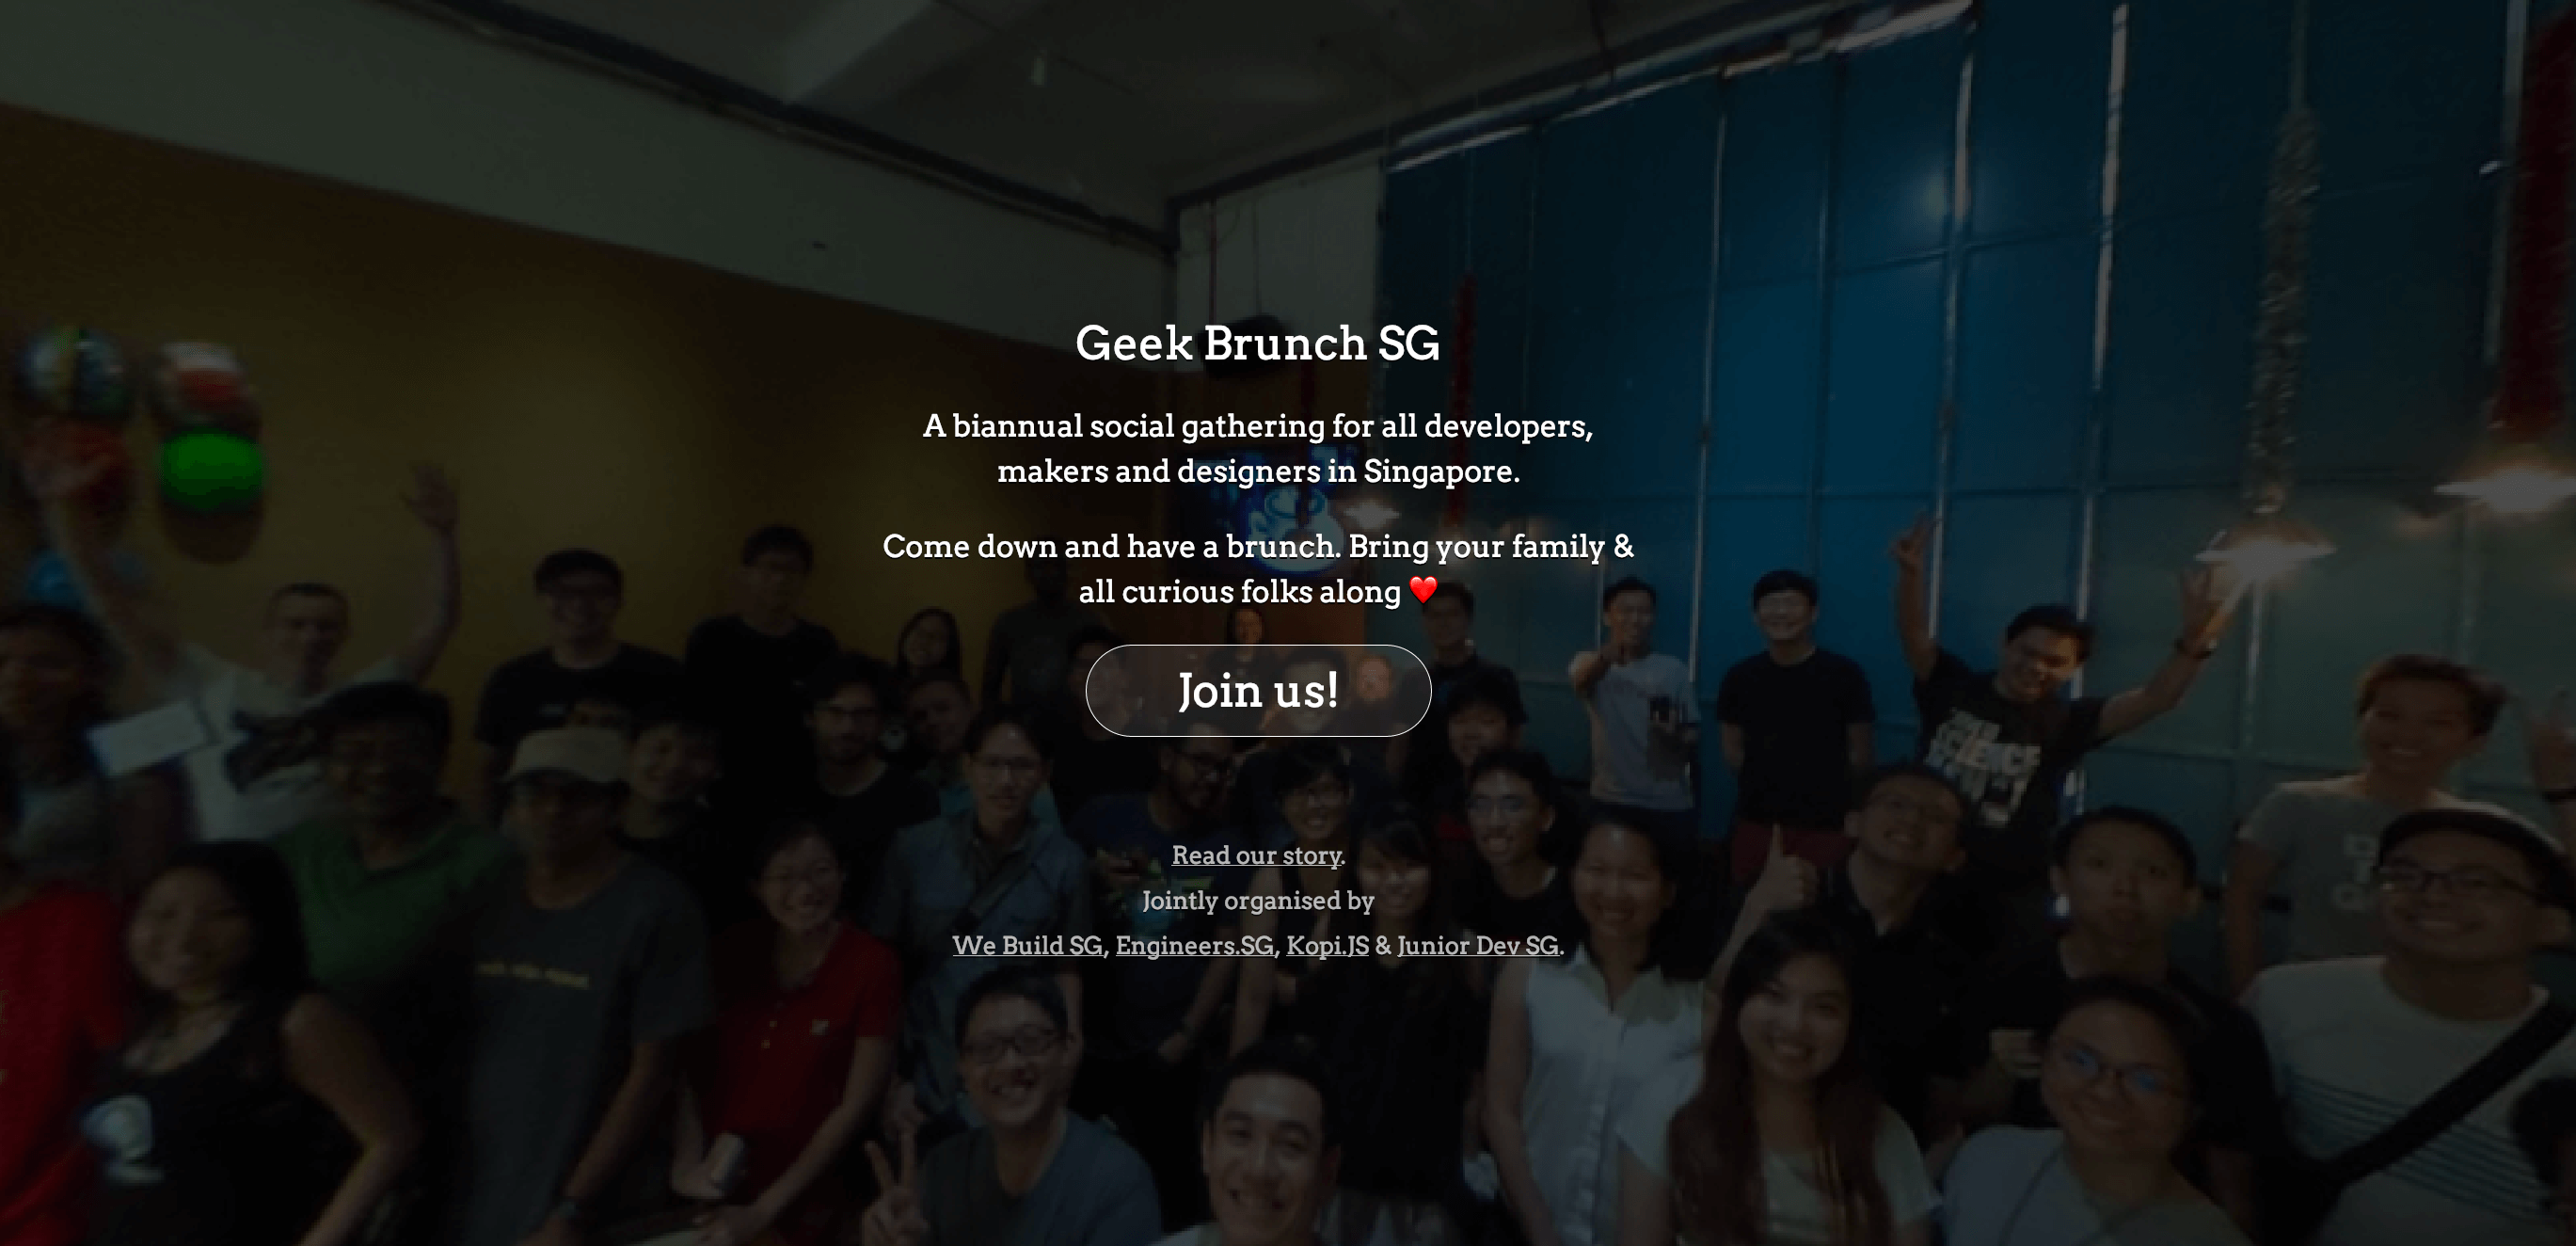 Geek Brunch SG
A biannual social gathering for all developers,
makers and designers in Singapore.
Come down and have a brunch. Bring your family &
all curious folks along ❤️
Join us!
SCIENCE
Read our story.
Jointly organised by
We Build SG, Engineers.SG, Kopi.JS & Junior Dev SG.